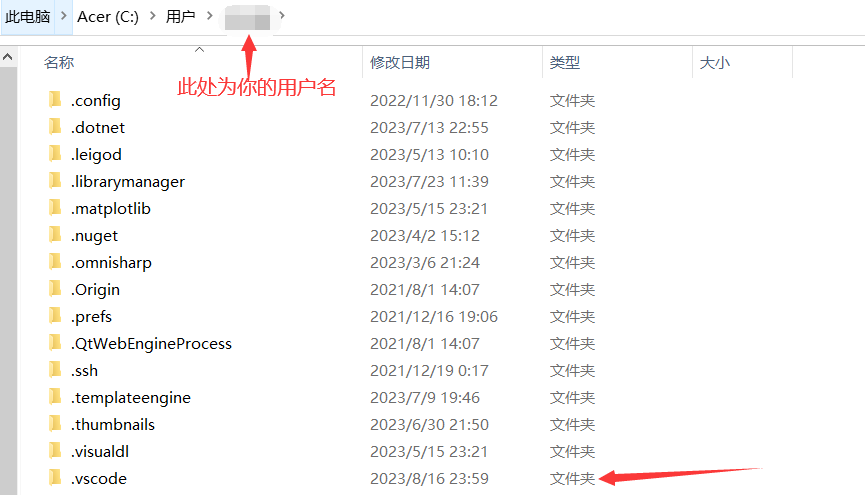 此电脑 > Acer (C:) > 用户 > >
名称 修改日期 类型 大小
此处为你的用户名
.config 2022/11/30 18:12 文件夹
.dotnet 2023/7/13 22:55 文件夹
.leigod 2023/5/13 10:10 文件夹
.librarymanager 2023/7/23 11:39 文件夹
.matplotlib 2023/5/15 23:21 文件夹
.nuget 2023/4/2 15:12 文件夹
.omnisharp 2023/3/6 21:24 文件夹
.Origin 2021/8/1 14:07 文件夹
.prefs 2021/12/16 19:06 文件夹
.QtWebEngineProcess 2021/8/1 14:07 文件夹
.ssh 2021/12/19 0:17 文件夹
.templateengine 2023/7/9 19:46 文件夹
.thumbnails 2023/6/30 21:50 文件夹
.visualdl 2023/5/15 23:21 文件夹
.vscode 2023/8/16 23:59 文件夹